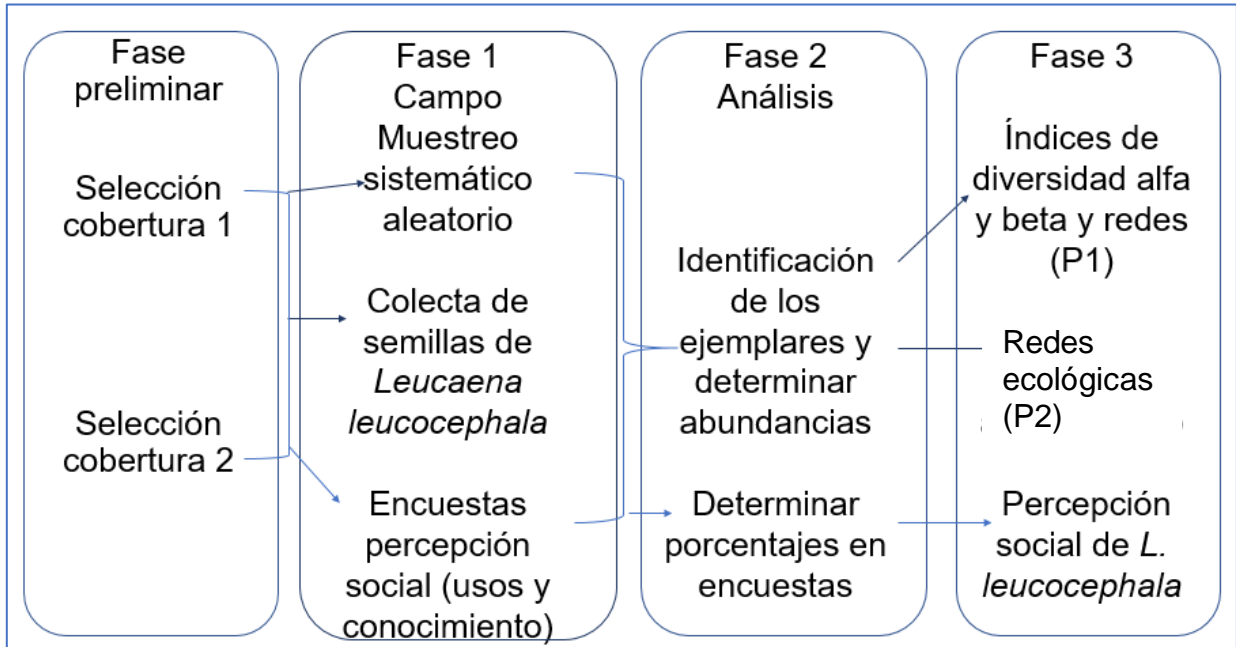 Fase
preliminar
Selección
cobertura 1
Selección
cobertura 2
Fase 1
Campo
Muestreo
sistemático
aleatorio
Colecta de
semillas de
Leucaena
leucocephala
Encuestas
percepción
social (usos y
conocimiento)
Fase 2
Análisis
Identificación
de los
ejemplares y
determinar
abundancias
Determinar
porcentajes en
encuestas
Fase 3
Índices de
diversidad alfa
y beta y redes
(P1)
Redes
ecológicas
(P2)
Percepción
social de L.
leucocephala